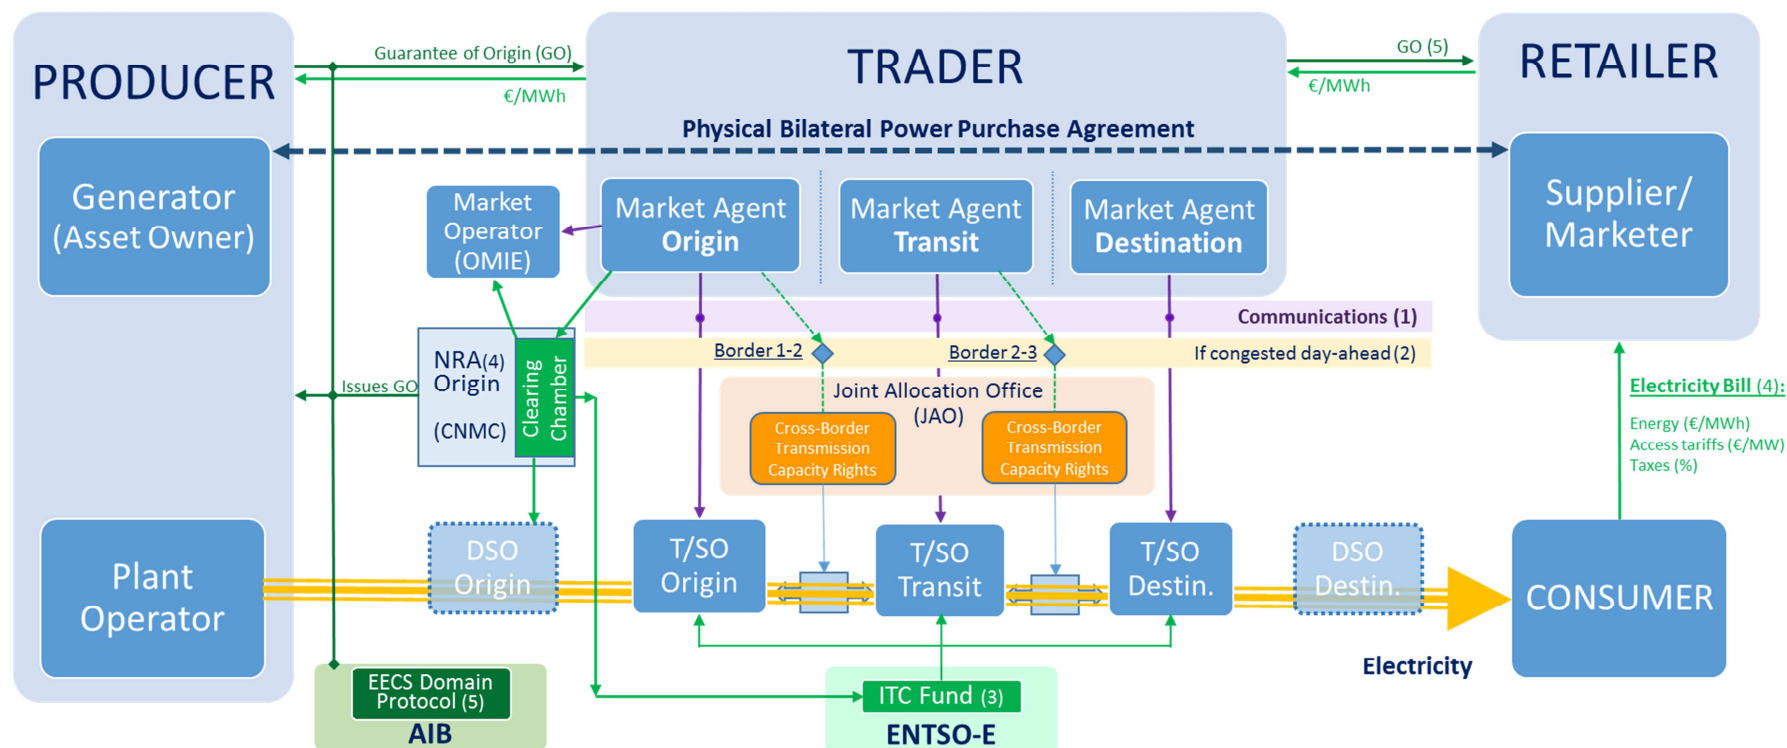 PRODUCER
Guarantee of Origin (GO)
€/MWh
TRADER
GO (5)
€/MWh
RETAILER
Physical Bilateral Power Purchase Agreement
Generator
(Asset Owner)
Market
Operator
(OMIE)
Market Agent
Origin
Market Agent
Transit
Market Agent
Destination
Supplier/
Marketer
Communications (1)
Border 1-2
Border 2-3
If congested day-ahead (2)
Issues GO
NRA(4)
Origin
(CNMC)
Clearing
Chamber
Joint Allocation Office
(JAO)
Cross-Border
Transmission
Capacity Rights
Cross-Border
Transmission
Capacity Rights
Electricity Bill (4):
Energy (€/MWh)
Access tariffs (€/MW)
Taxes (%)
Plant
Operator
DSO
Origin
T/SO
Origin
T/SO
Transit
T/SO
Destin.
DSO
Destin.
CONSUMER
Electricity
EECS Domain
Protocol (5)
AIB
ITC Fund (3)
ENTSO-E